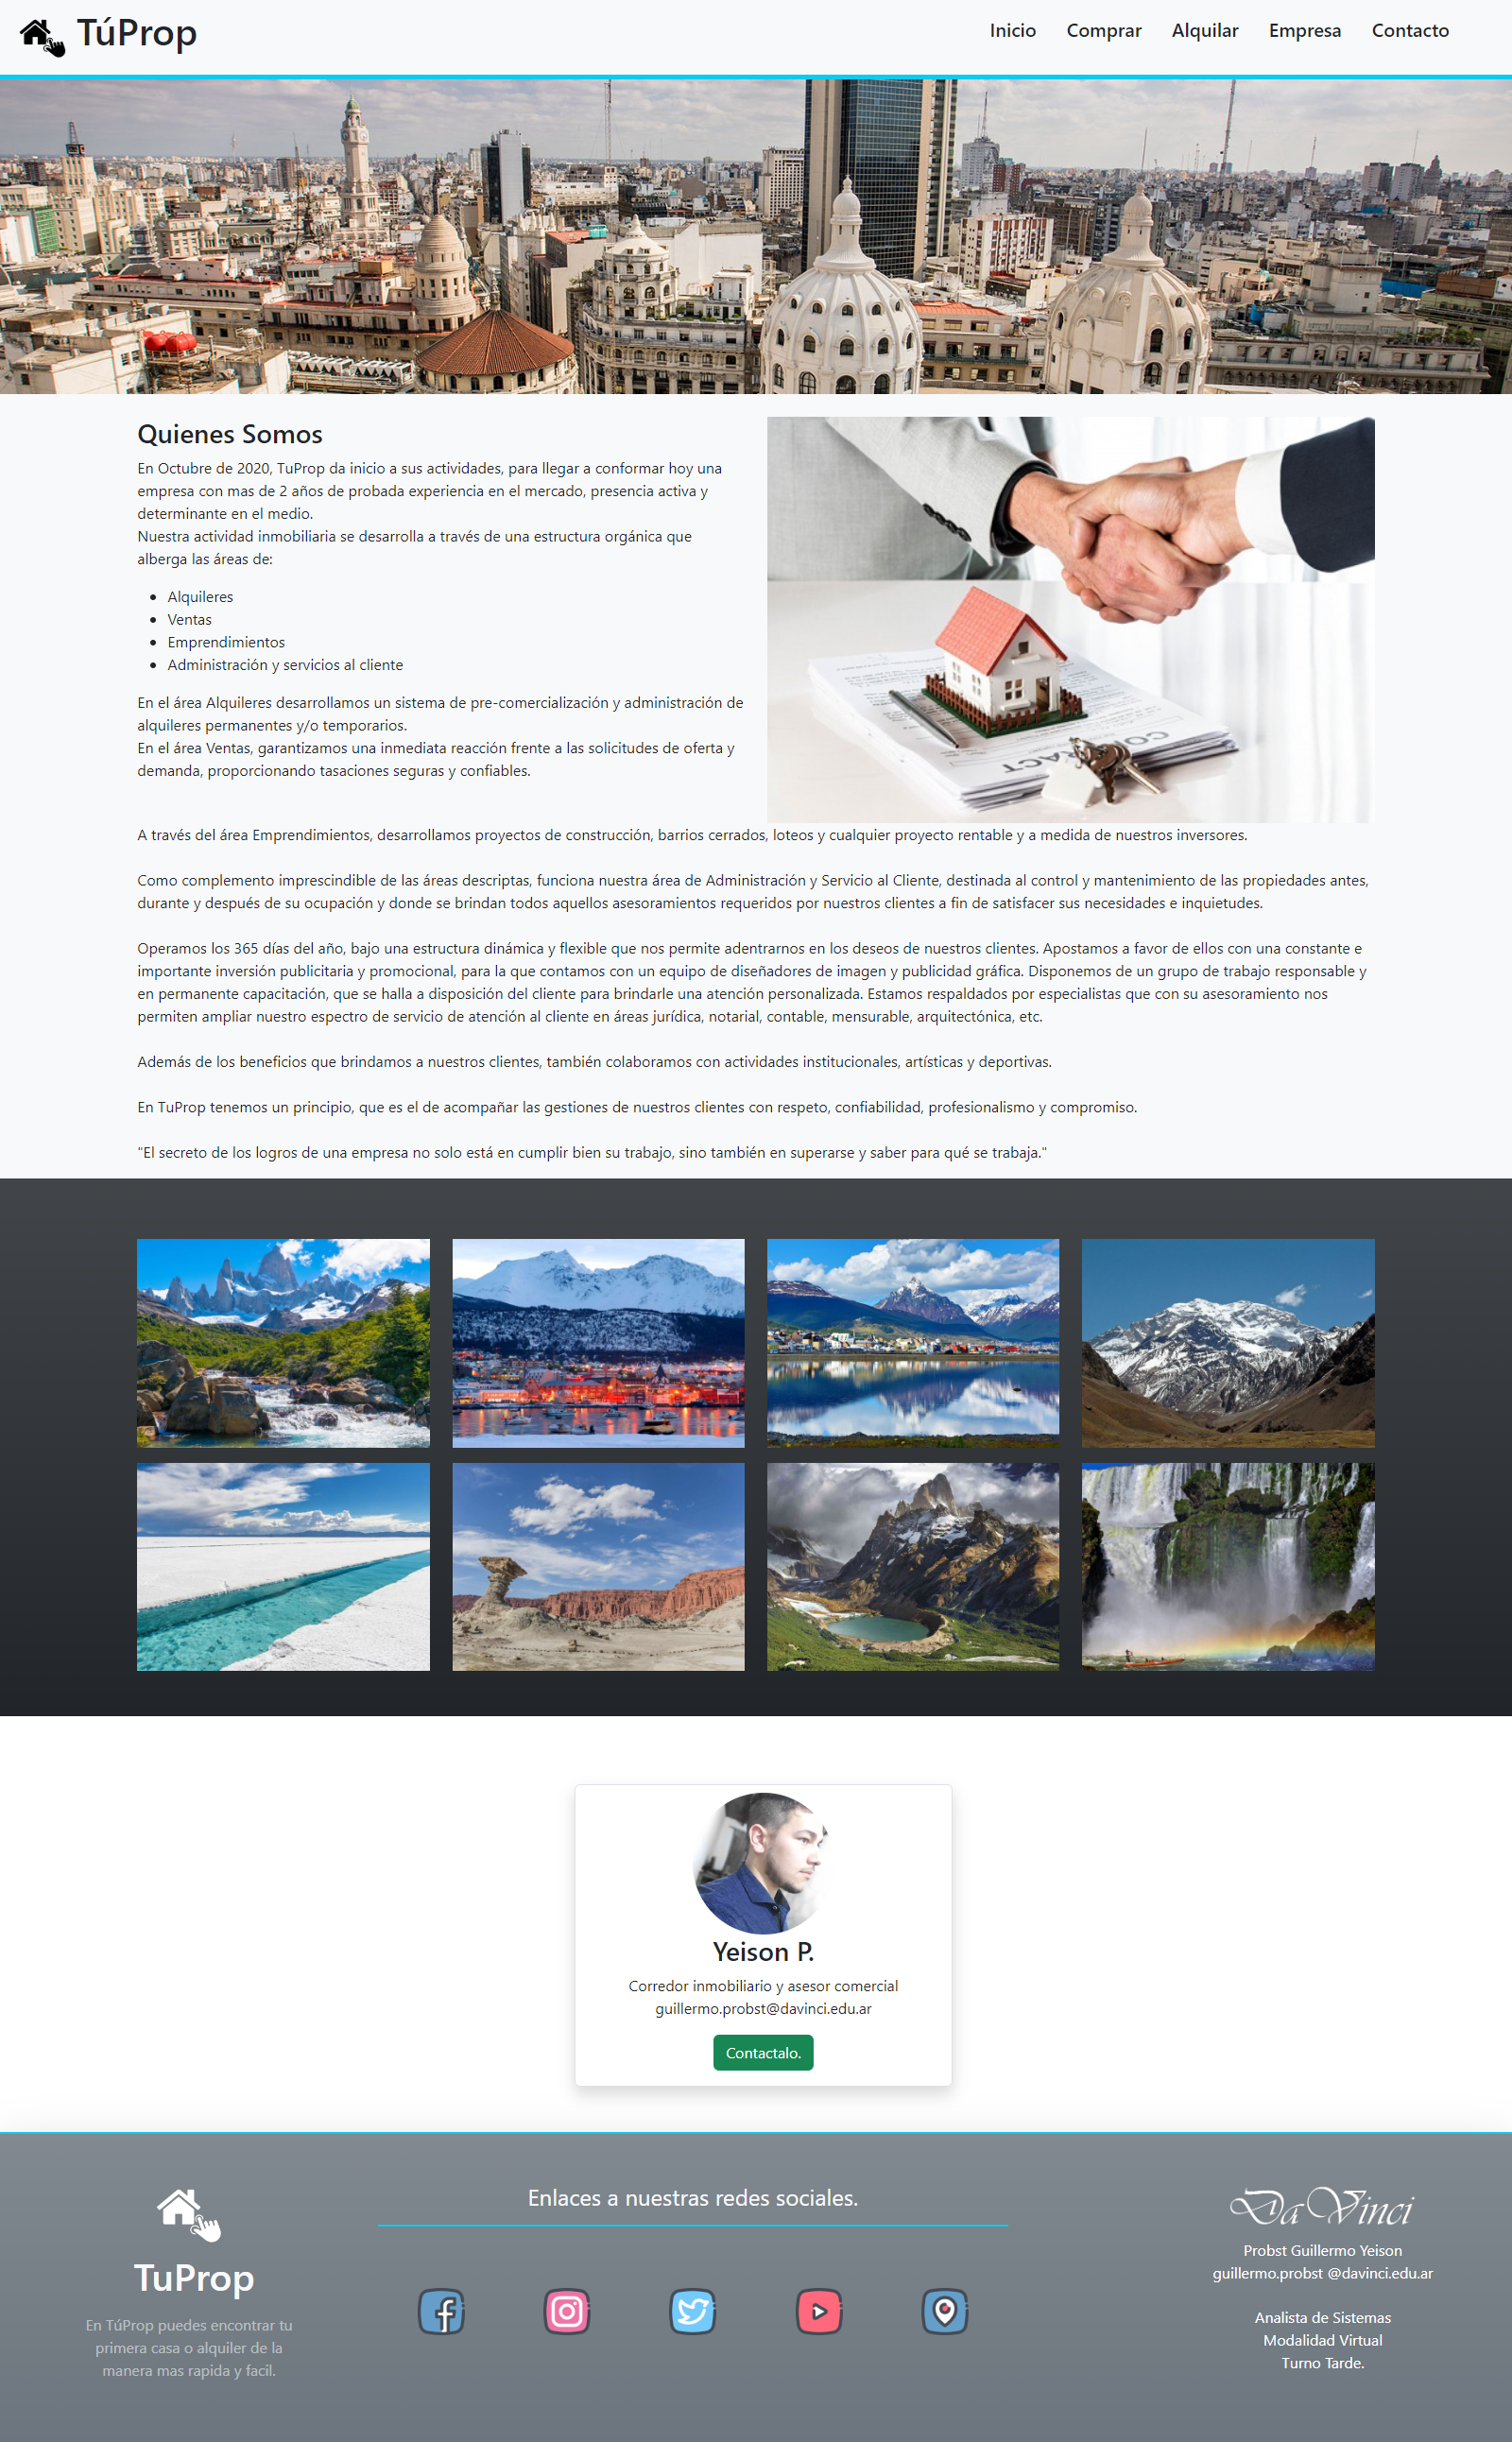 TúProp
Inicio Comprar Alquilar Empresa Contacto
Quienes Somos
En Octubre de 2020, TuProp da inicio a sus actividades, para llegar a conformar hoy una
empresa con mas de 2 años de probada experiencia en el mercado, presencia activa y
determinante en el medio.
Nuestra actividad inmobiliaria se desarrolla a través de una estructura orgánica que
alberga las áreas de:
Alquileres
Ventas
Emprendimientos
Administración y servicios al cliente
En el área Alquileres desarrollamos un sistema de pre-comercialización y administración de
alquileres permanentes y/o temporarios.
En el área Ventas, garantizamos una inmediata reacción frente a las solicitudes de oferta y
demanda, proporcionando tasaciones seguras y confiables.
CONTRACT
A través del área Emprendimientos, desarrollamos proyectos de construcción, barrios cerrados, loteos y cualquier proyecto rentable y a medida de nuestros inversores.
Como complemento imprescindible de las áreas descriptas, funciona nuestra área de Administración y Servicio al Cliente, destinada al control y mantenimiento de las propiedades antes,
durante y después de su ocupación y donde se brindan todos aquellos asesoramientos requeridos por nuestros clientes a fin de satisfacer sus necesidades e inquietudes.
Operamos los 365 días del año, bajo una estructura dinámica y flexible que nos permite adentrarnos en los deseos de nuestros clientes. Apostamos a favor de ellos con una constante e
importante inversión publicitaria y promocional, para la que contamos con un equipo de diseñadores de imagen y publicidad gráfica. Disponemos de un grupo de trabajo responsable y
en permanente capacitación, que se halla a disposición del cliente para brindarle una atención personalizada. Estamos respaldados por especialistas que con su asesoramiento nos
permiten ampliar nuestro espectro de servicio de atención al cliente en áreas jurídica, notarial, contable, mensurable, arquitectónica, etc.
Además de los beneficios que brindamos a nuestros clientes, también colaboramos con actividades institucionales, artísticas y deportivas.
En TuProp tenemos un principio, que es el de acompañar las gestiones de nuestros clientes con respeto, confiabilidad, profesionalismo y compromiso.
"El secreto de los logros de una empresa no solo está en cumplir bien su trabajo, sino también en superarse y saber para qué se trabaja."
Yeison P.
Corredor inmobiliario y asesor comercial
guillermo.probst@davinci.edu.ar
Contactalo.
TuProp
En TúProp puedes encontrar tu
primera casa o alquiler de la
manera mas rapida y facil.
Enlaces a nuestras redes sociales.
DaVinci
Probst Guillermo Yeison
guillermo.probst @davinci.edu.ar
Analista de Sistemas
Modalidad Virtual
Turno Tarde.